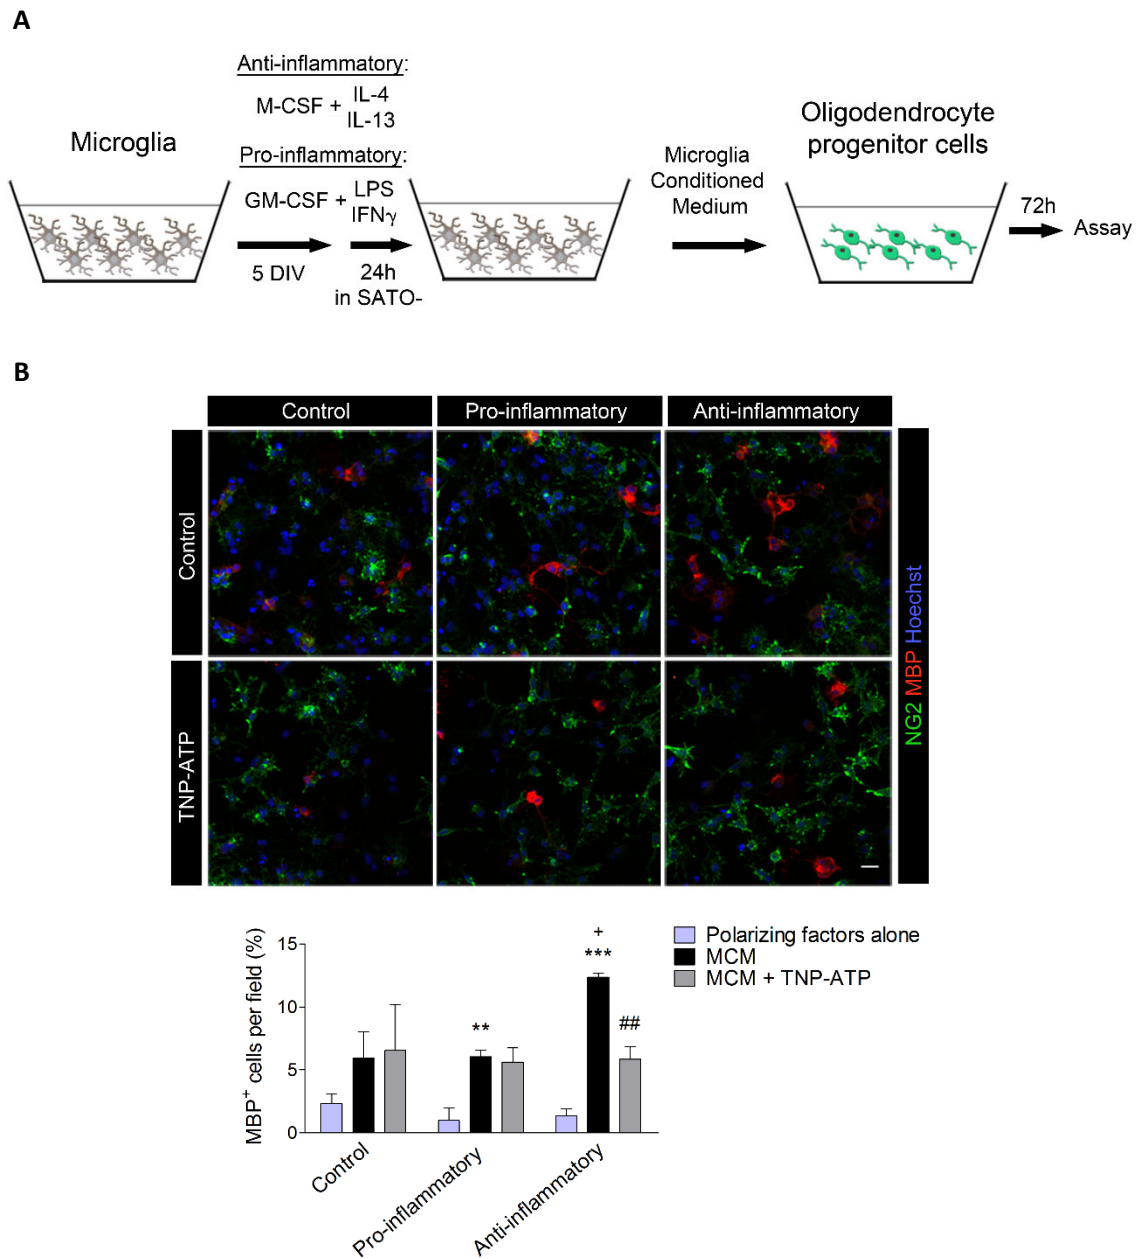 A
Anti-inflammatory:
M-CSF + IL-4
IL-13
Microglia
Pro-inflammatory:
GM-CSF + LPS
IFNγ
5 DIV
24h
in SATO-
Microglia
Conditioned
Medium
Oligodendrocyte
progenitor cells
72h
Assay
B
Control
Pro-inflammatory
Anti-inflammatory
Control
TNP-ATP
NG2 MBP Hoechst
MBP+ cells per field (%)
15
10
5
0
**
+
***
##
Control
Pro-inflammatory
Anti-inflammatory
Polarizing factors alone
MCM
MCM + TNP-ATP